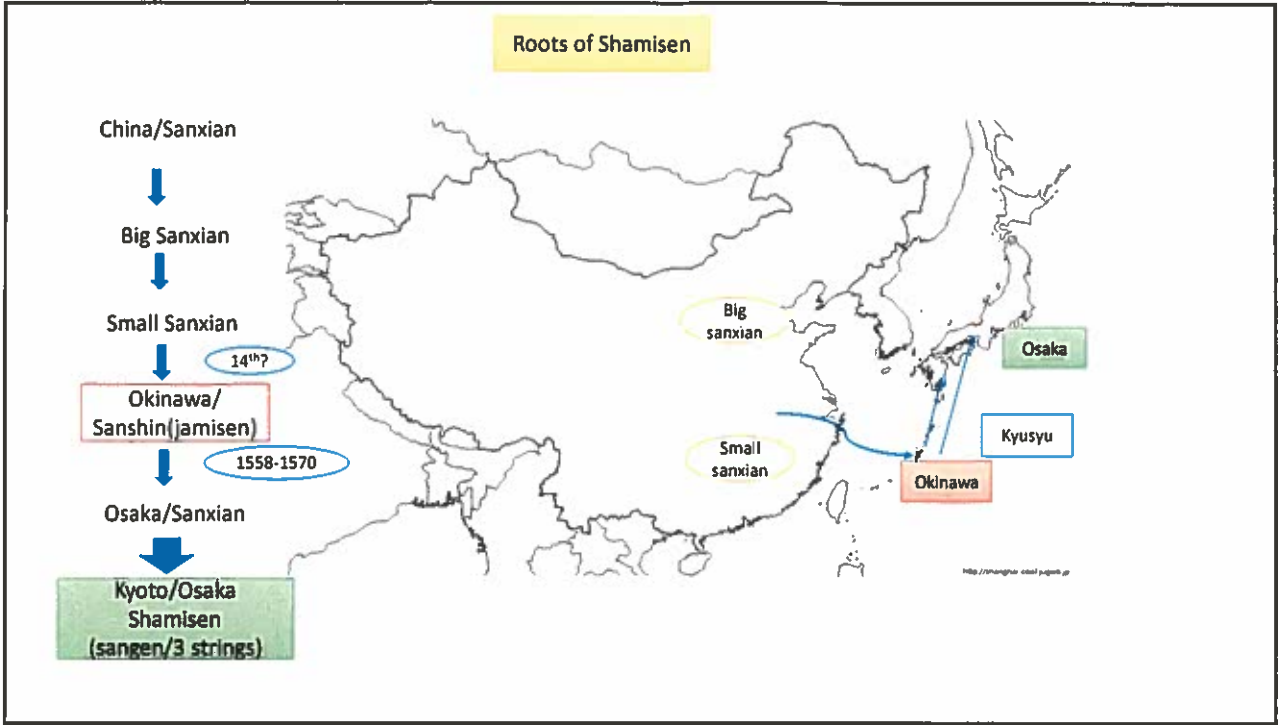 Roots of Shamisen
China/Sanxian
Big Sanxian
Small Sanxian
14th?
Okinawa/
Sanshin(jamisen)
1558-1570
Osaka/Sanxian
Kyoto/Osaka
Shamisen
(sangen/3 strings)
Big
sanxian
Small
sanxian
Osaka
Kyusyu
Okinawa